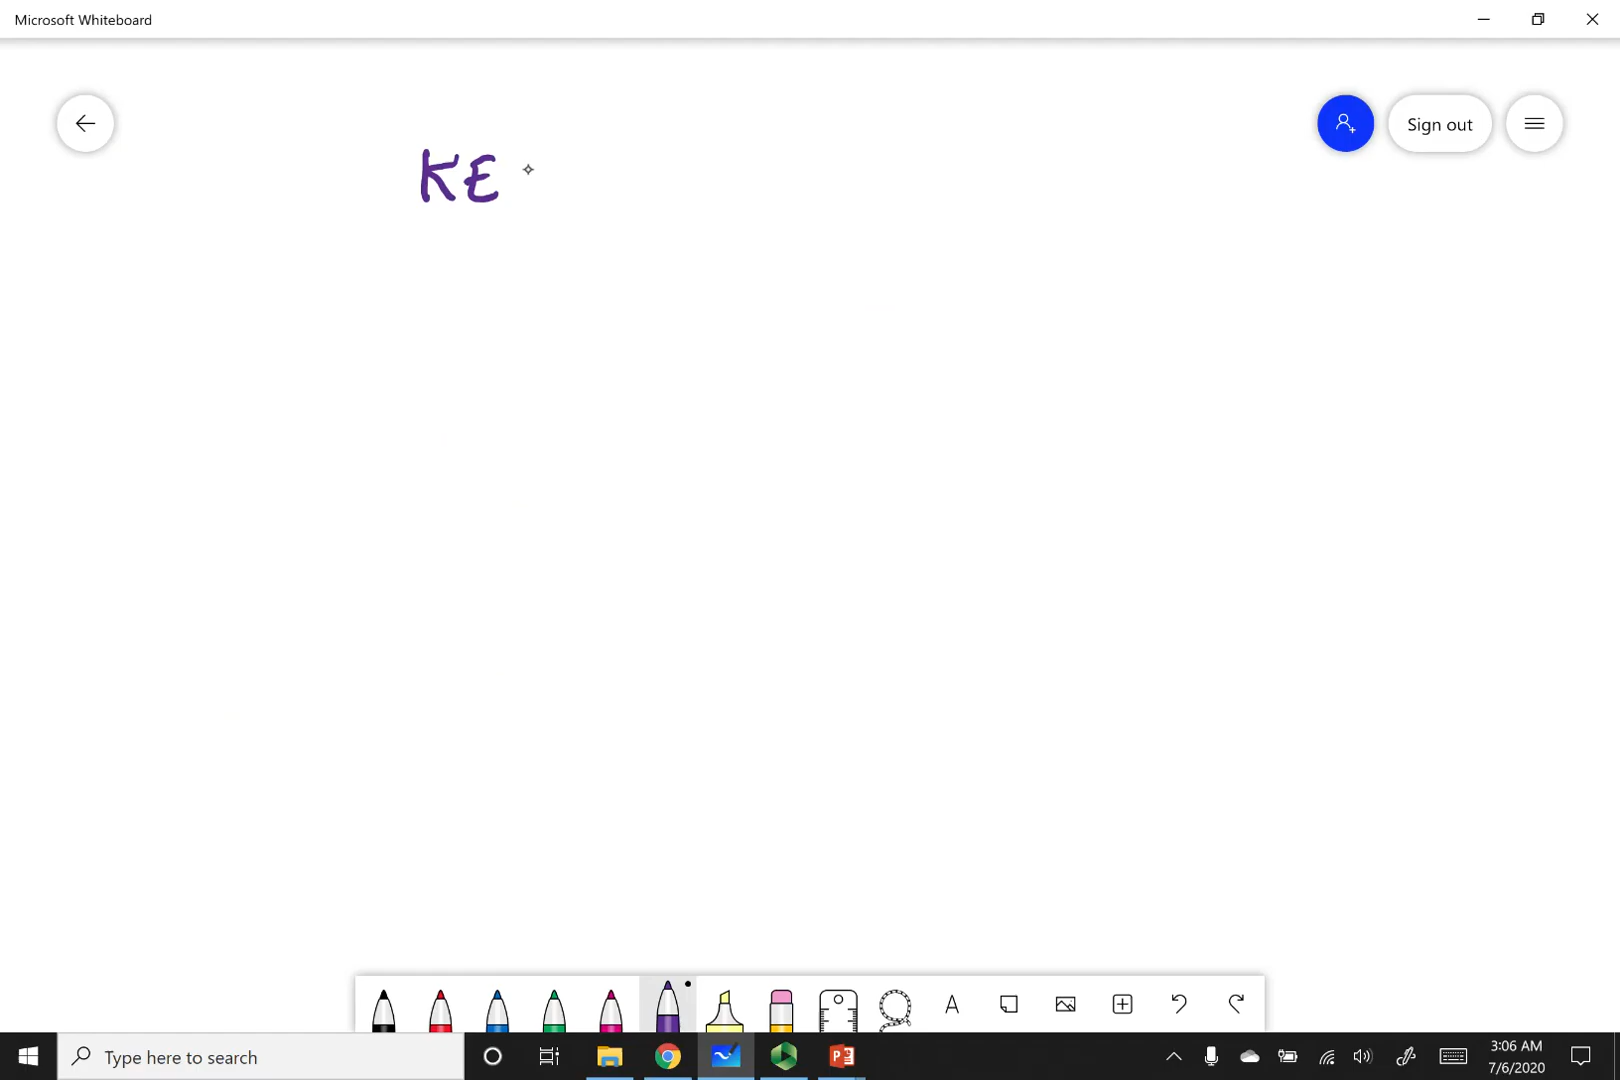 Microsoft Whiteboard
Sign out
KE
A
Type here to search
3:06 AM
7/6/2020